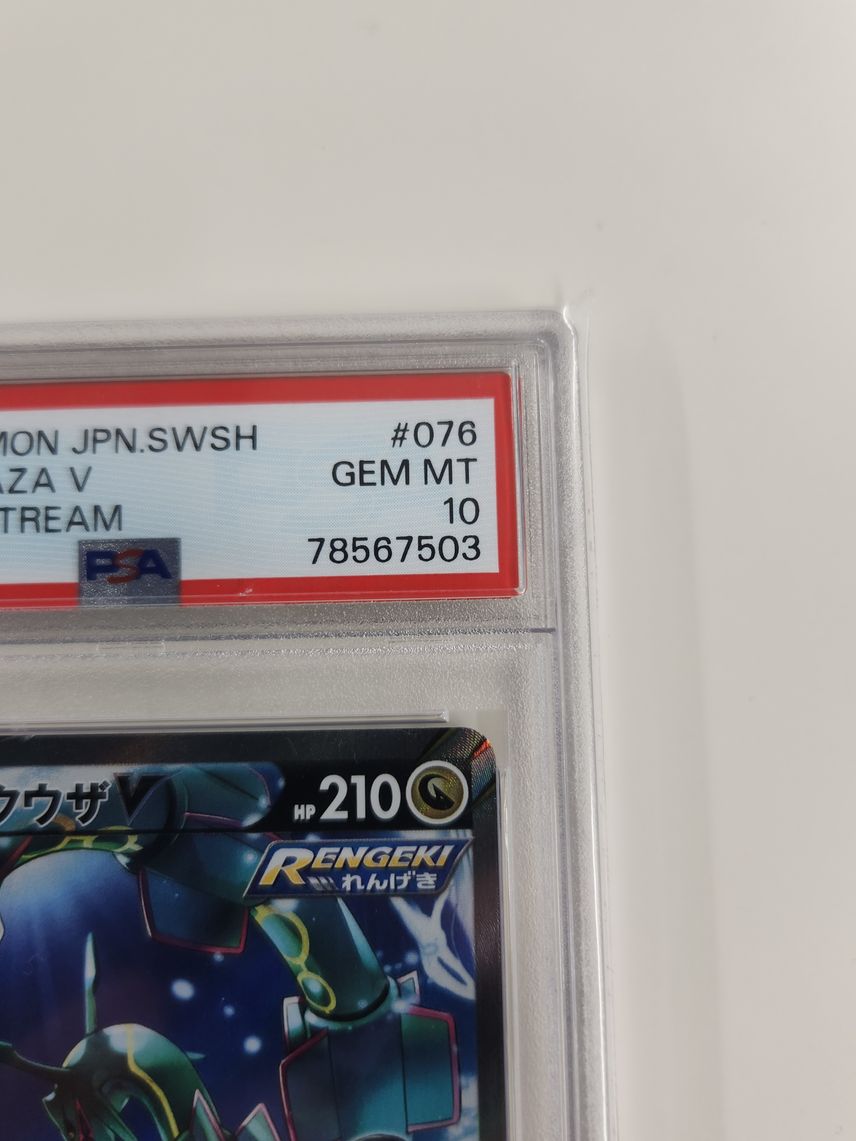 MON JPN.SWSH #076
AZA V GEM MT
TREAM 10
78567503
PSA
クウザV HP 210
RENGEKI
れんげき